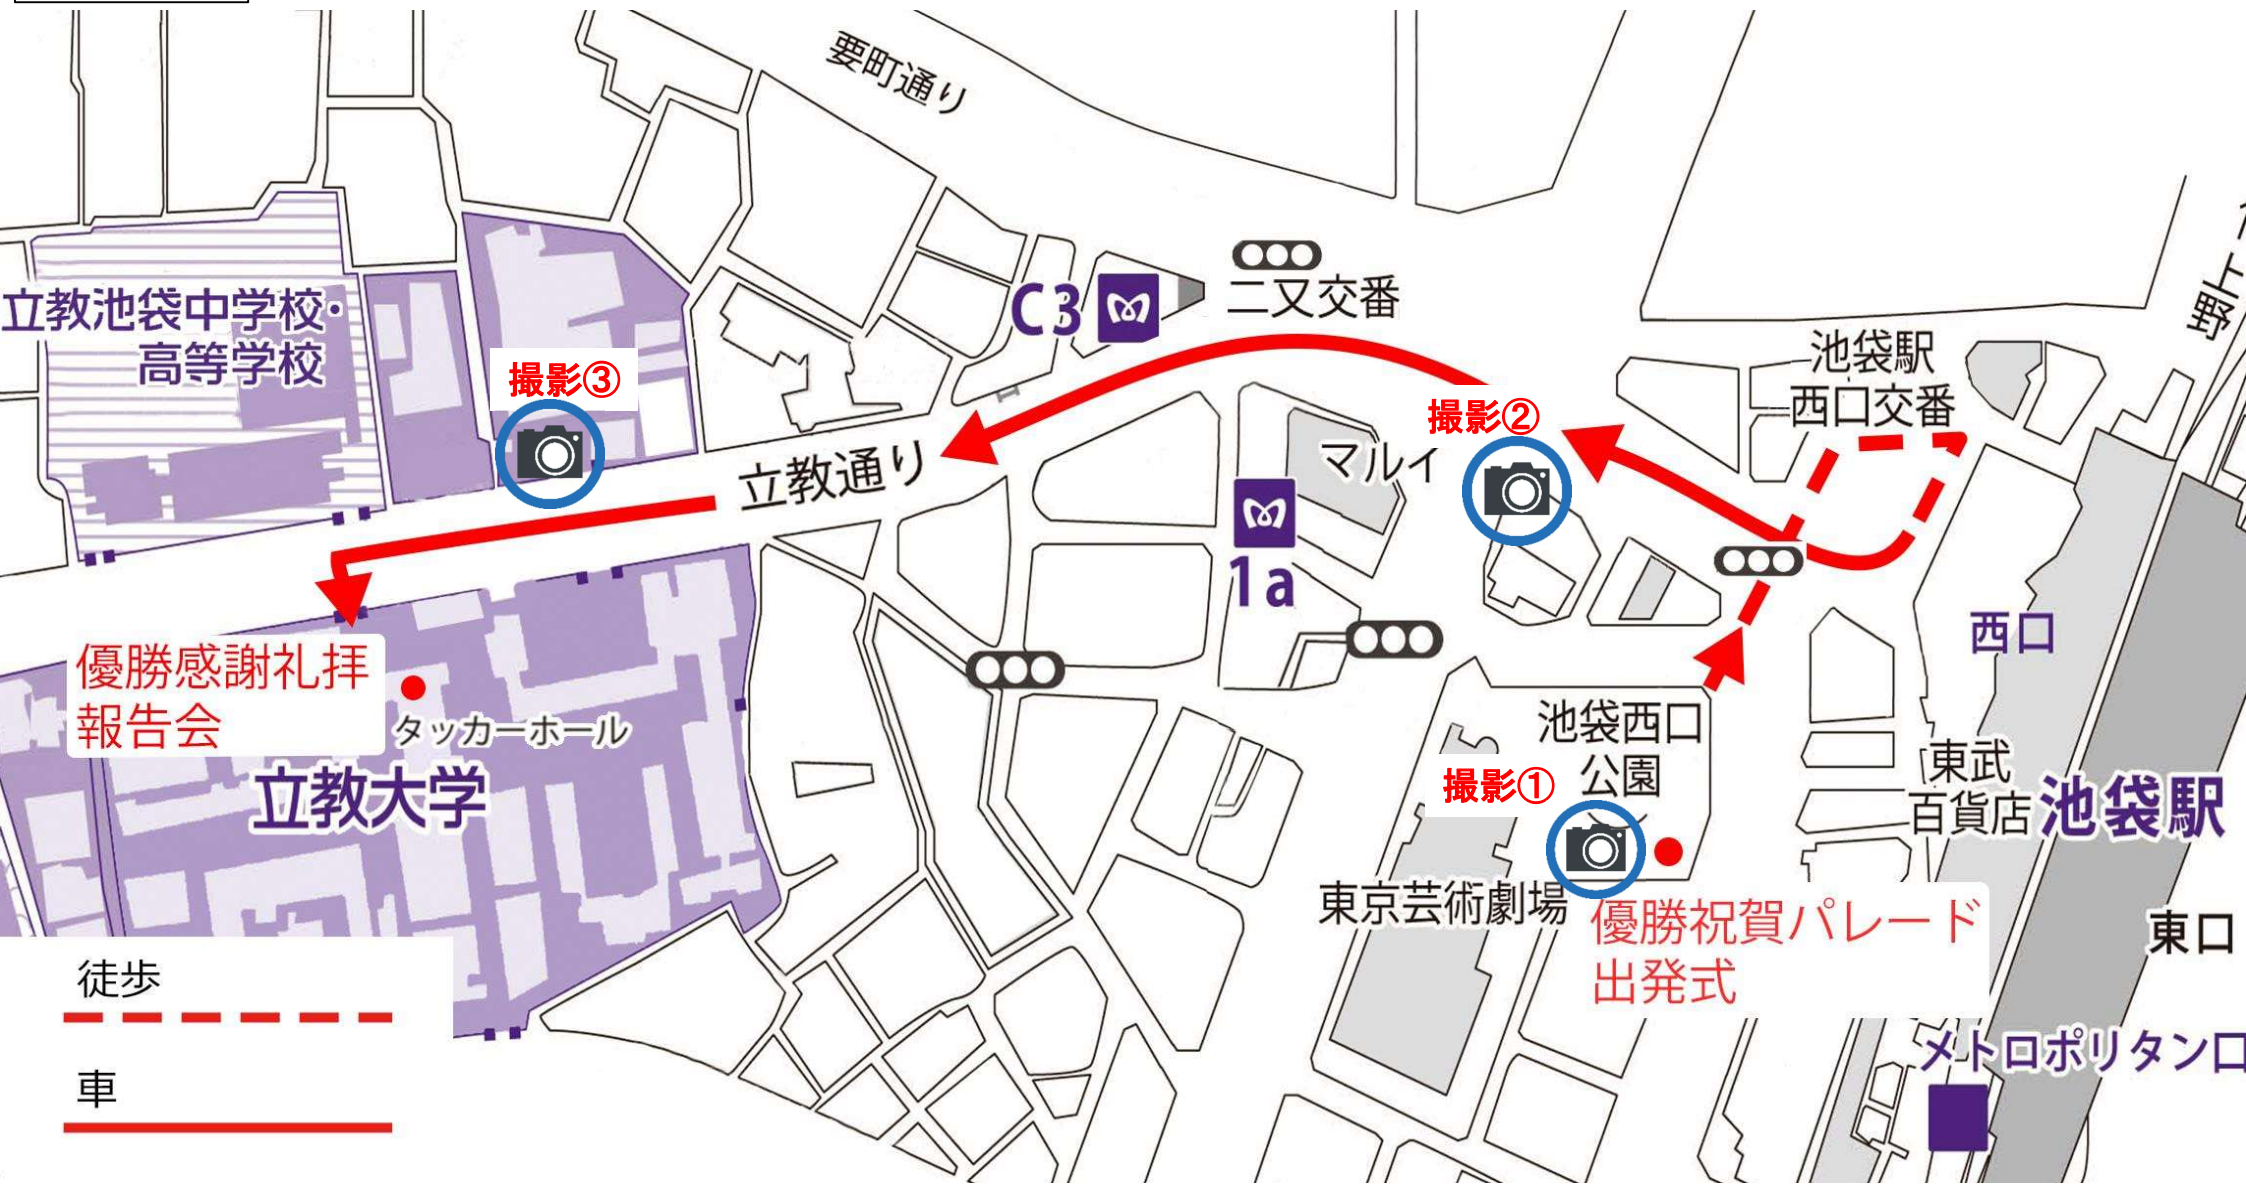 要町通り
C3
二又交番
立教池袋中学校・
高等学校
撮影③
池袋駅
西口交番
上野
撮影②
マルイ
立教通り
1a
西口
優勝感謝礼拝
報告会
タッカーホール
立教大学
池袋西口
公園
撮影①
東武
百貨店
池袋駅
東京芸術劇場
優勝祝賀パレード
出発式
東口
メトロポリタン口
徒歩
車